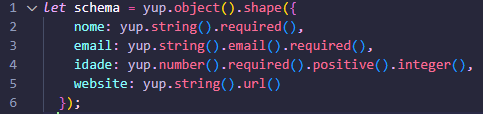 1 let schema = yup.object().shape({
2 nome: yup.string().required(),
3 email: yup.string().email().required(),
4 idade: yup.number().required().positive().integer(),
5 website: yup.string().url()
6 });